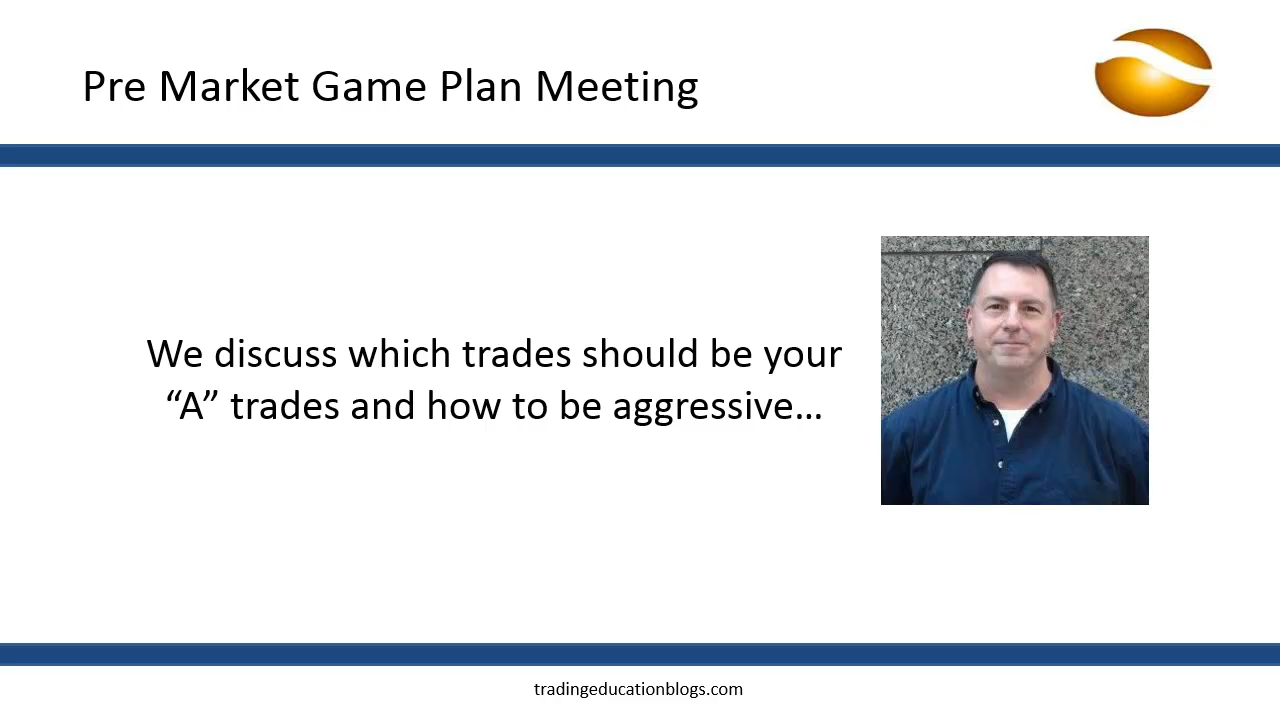 Pre Market Game Plan Meeting
We discuss which trades should be your
“A” trades and how to be aggressive…
tradingeducationblogs.com